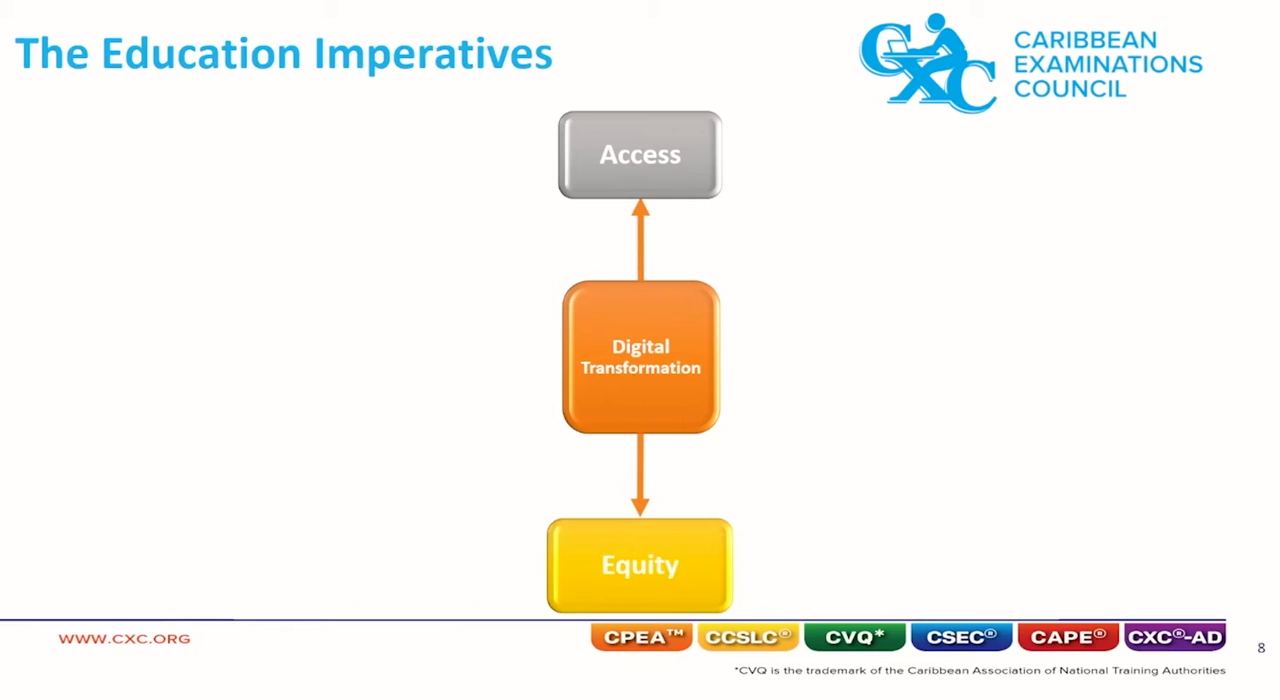 The Education Imperatives
CXC
CARIBBEAN
EXAMINATIONS
COUNCIL
Access
Digital
Transformation
Equity
WWW.CXC.ORG
CPEA™ CCSLC® CVQ* CSEC® CAPE® CXC®-AD
8
*CVQ is the trademark of the Caribbean Association of National Training Authorities